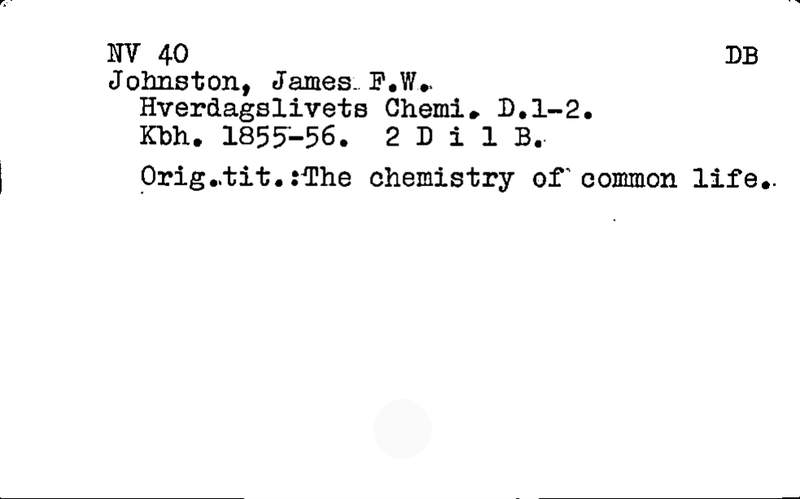 NV 40 DB
Johnston, James F.W.
Hverdagslivets Chemi. D.1-2.
Kbh. 1855-56. 2 D i 1 B.
Orig.tit.:The chemistry of common life.